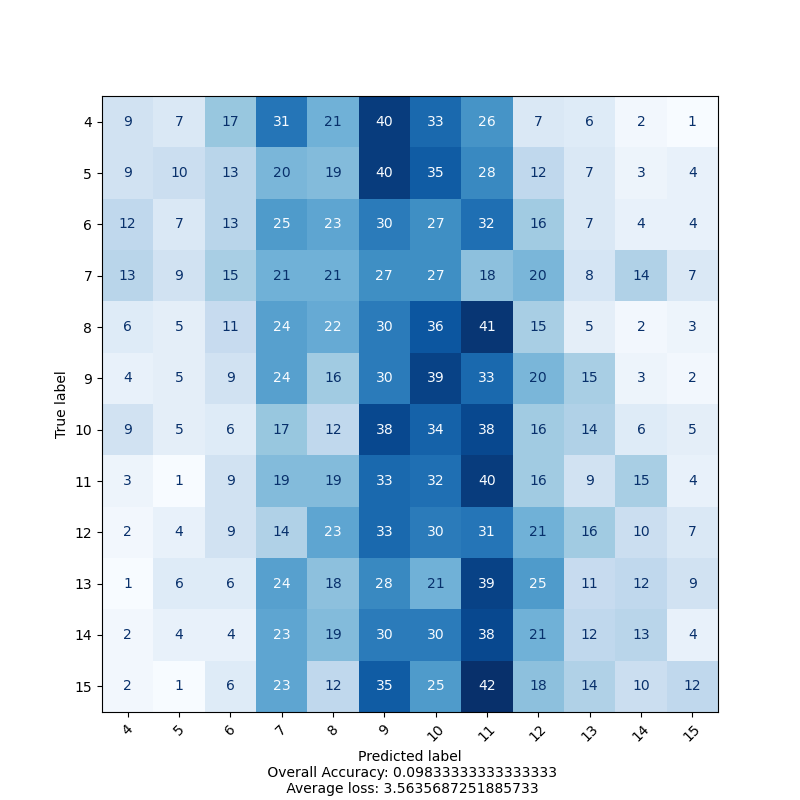 4 9 7 17 31 21 40 33 26 7 6 2 1
5 9 10 13 20 19 40 35 28 12 7 3 4
6 12 7 13 25 23 30 27 32 16 7 4 4
7 13 9 15 21 21 27 27 18 20 8 14 7
8 6 5 11 24 22 30 36 41 15 5 2 3
9 4 5 9 24 16 30 39 33 20 15 3 2
True label
10 9 5 6 17 12 38 34 38 16 14 6 5
11 3 1 9 19 19 33 32 40 16 9 15 4
12 2 4 9 14 23 33 30 31 21 16 10 7
13 1 6 6 24 18 28 21 39 25 11 12 9
14 2 4 4 23 19 30 30 38 21 12 13 4
15 2 1 6 23 12 35 25 42 18 14 10 12
4 5 6 7 8 9 10 11 12 13 14 15
Predicted label
Overall Accuracy: 0.09833333333333333
Average loss: 3.5635687251885733